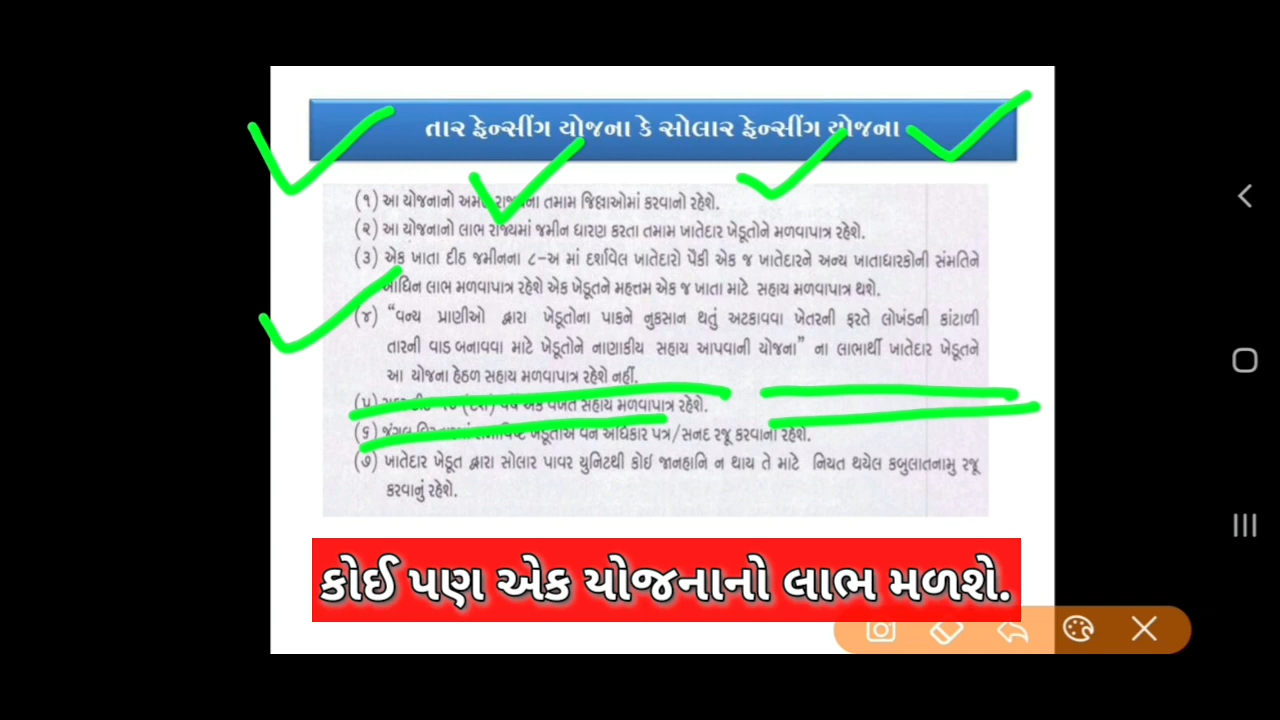 તાર ફેન્સીંગ યોજના કે સોલાર ફેન્સીંગ યોજના
(૧) આ યોજનાનો અમલ રાજ્યના તમામ જિલ્લાઓમાં કરવાનો રહેશે.
(૨) આ યોજનાનો લાભ રાજ્યમાં જમીન ધારણ કરતા તમામ ખાતેદાર ખેડૂતોને મળવાપાત્ર રહેશે.
(૩) એક ખાતા દીઠ જમીનના ૮-અ માં દર્શાવેલ ખાતેદારો પૈકી એક જ ખાતેદારને અન્ય ખાતાધારકોની સંમતિને
આધિન લાભ મળવાપાત્ર રહેશે એક ખેડૂતને મહત્તમ એક જ ખાતા માટે સહાય મળવાપાત્ર થશે.
(૪) “વન્ય પ્રાણીઓ દ્વારા ખેડૂતોના પાકને નુકસાન થતું અટકાવવા ખેતરની ફરતે લોખંડની કાંટાળી
તારની વાડ બનાવવા માટે ખેડૂતોને નાણાકીય સહાય આપવાની યોજના” ના લાભાર્થી ખાતેદાર ખેડૂતને
આ યોજના હેઠળ સહાય મળવાપાત્ર રહેશે નહીં.
(૫) (દશ) વર્ષે એક વખત સહાય મળવાપાત્ર રહેશે.
(૬) જંગલ ખેડૂતોએ વન અધિકાર પત્ર/સનદ રજૂ કરવાના રહેશે.
(૭) ખાતેદાર ખેડૂત દ્વારા સોલાર પાવર યુનિટથી કોઈ જાનહાનિ ન થાય તે માટે નિયત થયેલ કબુલાતનામુ રજૂ
કરવાનું રહેશે.
કોઈ પણ એક યોજનાનો લાભ મળશે.